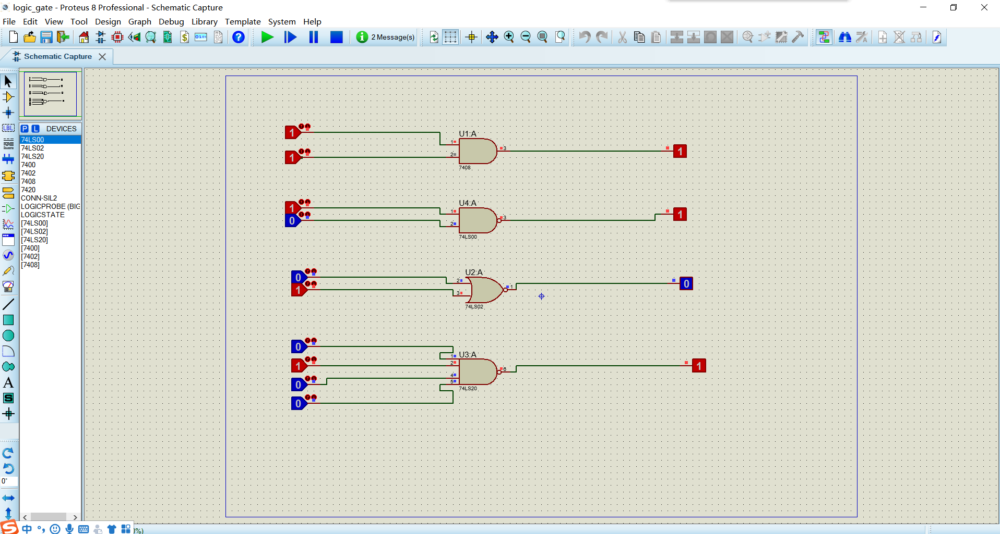 logic_gate - Proteus 8 Professional - Schematic Capture
File Edit View Tool Design Graph Debug Library Template System Help
2 Message(s)
Schematic Capture
LBL
P L DEVICES
74LS00
74LS02
74LS20
7400
7402
7408
7420
CONN-SIL2
LOGICPROBE (BIG
LOGICSTATE
[74LS00]
[74LS02]
[74LS20]
[7400]
[7402]
[7408]
A
S
0°
1
1
U1:A
1
2
3
7408
1
1
0
U4:A
1
2
3
74LS00
1
0
1
U2:A
2
3
1
74LS02
0
0
1
0
0
U3:A
1
2
4
5
6
74LS20
1
S 中
%)